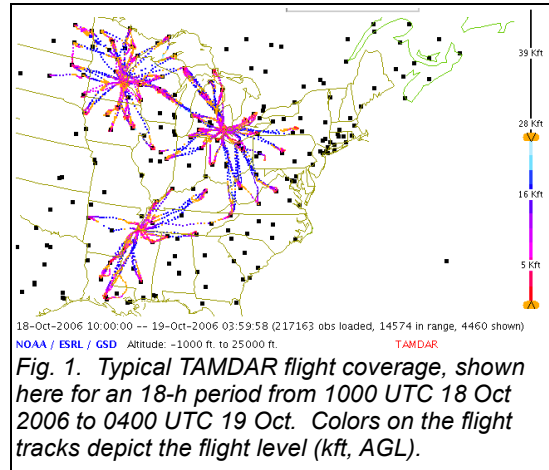 39 Kft
28 Kft
16 Kft
5 Kft
18-Oct-2006 10:00:00 -- 19-Oct-2006 03:59:58 (217163 obs loaded, 14574 in range, 4460 shown)
NOAA / ESRL / GSD Altitude: -1000 ft. to 25000 ft. TAMDAR
Fig. 1. Typical TAMDAR flight coverage, shown
here for an 18-h period from 1000 UTC 18 Oct
2006 to 0400 UTC 19 Oct. Colors on the flight
tracks depict the flight level (kft, AGL).